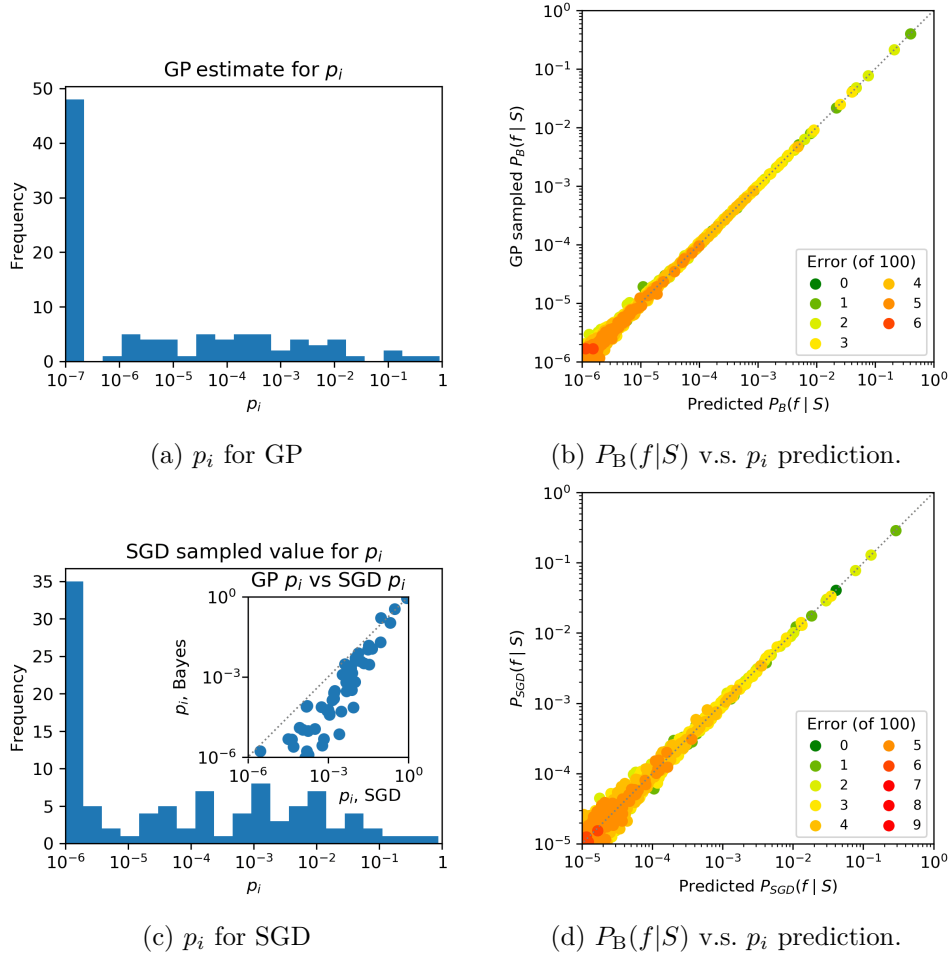 GP estimate for p_i
50
40
30
20
10
0
Frequency
10^{-7} 10^{-6} 10^{-5} 10^{-4} 10^{-3} 10^{-2} 10^{-1} 1
p_i
(a) p_i for GP
10^0
10^{-1}
10^{-2}
10^{-3}
10^{-4}
10^{-5}
10^{-6}
GP sampled P_B(f | S)
Error (of 100)
0 4
1 5
2 6
3
10^{-6} 10^{-5} 10^{-4} 10^{-3} 10^{-2} 10^{-1} 10^0
Predicted P_B(f | S)
(b) P_B(f|S) v.s. p_i prediction.
SGD sampled value for p_i
35
30
25
20
15
10
5
0
Frequency
GP p_i vs SGD p_i
10^0
10^{-3}
10^{-6}
p_i, Bayes
10^{-6} 10^{-3} 10^0
p_i, SGD
10^{-6} 10^{-5} 10^{-4} 10^{-3} 10^{-2} 10^{-1} 1
p_i
(c) p_i for SGD
10^0
10^{-1}
10^{-2}
10^{-3}
10^{-4}
10^{-5}
P_{SGD}(f | S)
Error (of 100)
0 5
1 6
2 7
3 8
4 9
10^{-5} 10^{-4} 10^{-3} 10^{-2} 10^{-1} 10^0
Predicted P_{SGD}(f | S)
(d) P_B(f|S) v.s. p_i prediction.